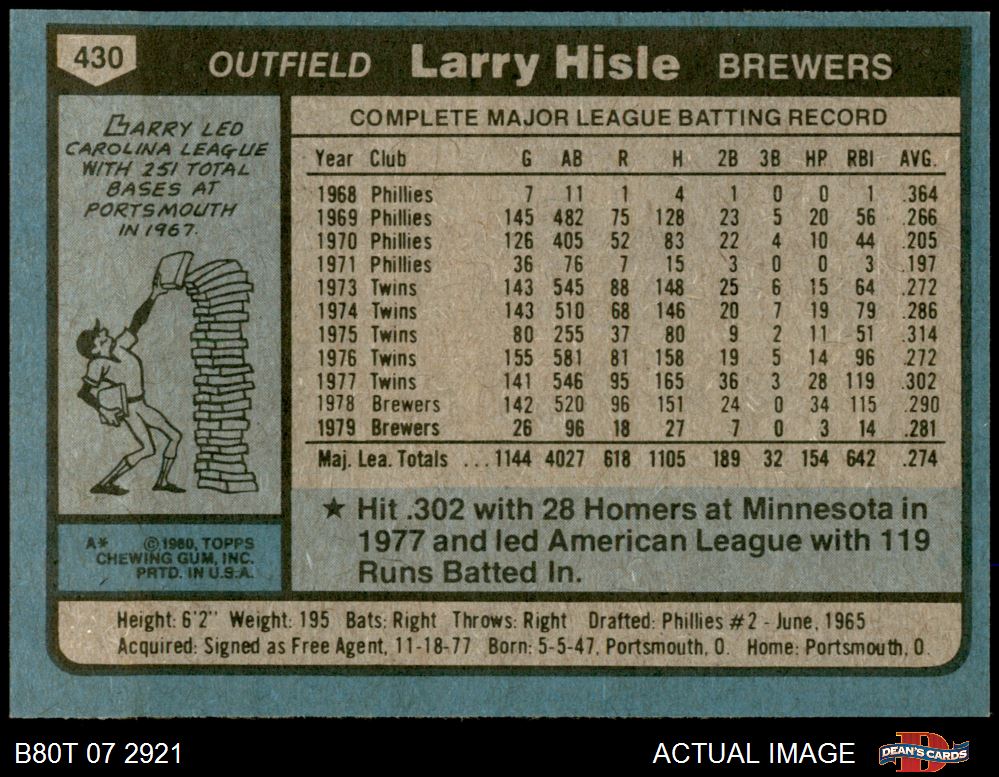 430
OUTFIELD Larry Hisle BREWERS
LARRY LED
CAROLINA LEAGUE
WITH 251 TOTAL
BASES AT
PORTSMOUTH
IN 1967.
A* ©1980, TOPPS
CHEWING GUM, INC.
PRTD. IN U.S.A.
COMPLETE MAJOR LEAGUE BATTING RECORD
Year Club G AB R H 2B 3B HP RBI AVG.
1968 Phillies 7 11 1 4 1 0 0 1 .364
1969 Phillies 145 482 75 128 23 5 20 56 .266
1970 Phillies 126 405 52 83 22 4 10 44 .205
1971 Phillies 36 76 7 15 3 0 0 3 .197
1973 Twins 143 545 88 148 25 6 15 64 .272
1974 Twins 143 510 68 146 20 7 19 79 .286
1975 Twins 80 255 37 80 9 2 11 51 .314
1976 Twins 155 581 81 158 19 5 14 96 .272
1977 Twins 141 546 95 165 36 3 28 119 .302
1978 Brewers 142 520 96 151 24 0 34 115 .290
1979 Brewers 26 96 18 27 7 0 3 14 .281
Maj. Lea. Totals ...1144 4027 618 1105 189 32 154 642 .274
★ Hit .302 with 28 Homers at Minnesota in
1977 and led American League with 119
Runs Batted In.
Height: 6'2" Weight: 195 Bats: Right Throws: Right Drafted: Phillies #2 - June, 1965
Acquired: Signed as Free Agent, 11-18-77 Born: 5-5-47, Portsmouth, O. Home: Portsmouth, O.
B80T 07 2921 ACTUAL IMAGE DEAN'S CARDS